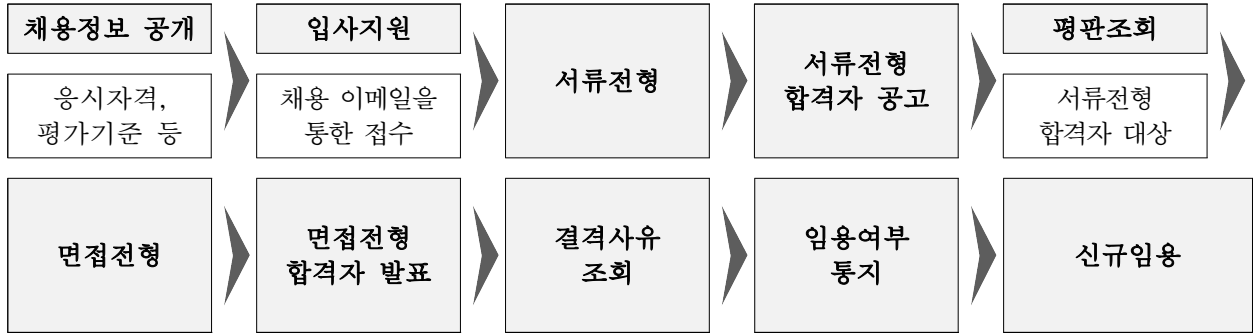 채용정보 공개
응시자격,
평가기준 등
입사지원
채용 이메일을
통한 접수
서류전형
서류전형
합격자 공고
평판조회
서류전형
합격자 대상
면접전형
면접전형
합격자 발표
결격사유
조회
임용여부
통지
신규임용